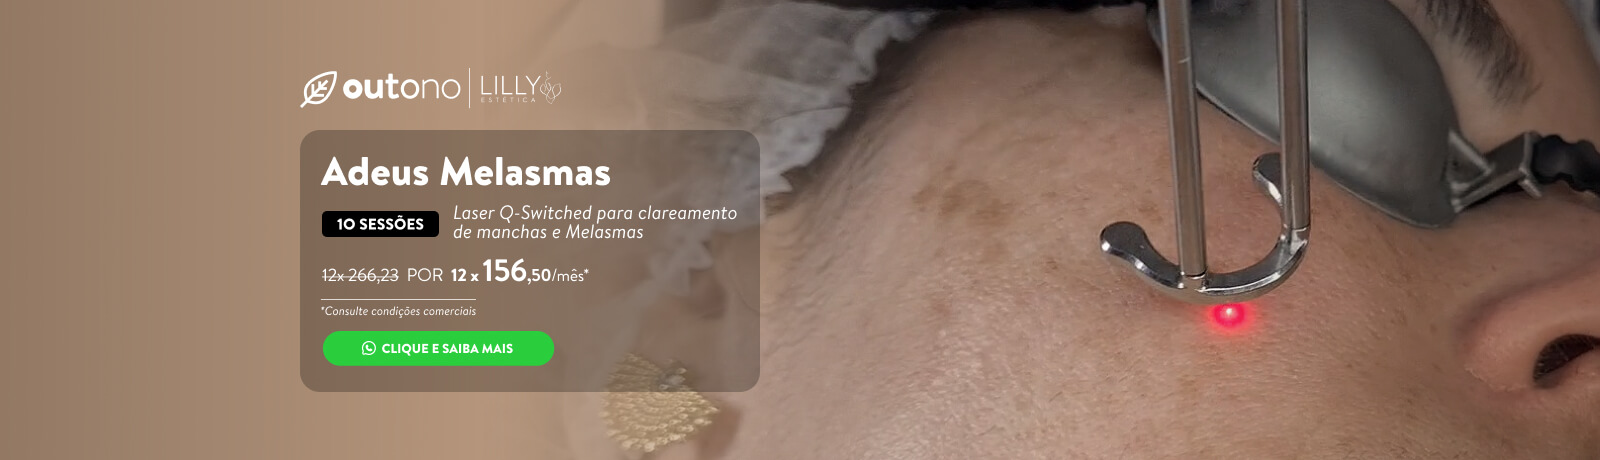 outono
LILLY
ESTÉTICA
Adeus Melasmas
10 SESSÕES
Laser Q-Switched para clareamento
de manchas e Melasmas
12x 266,23 POR 12 x 156,50/mês*
*Consulte condições comerciais
CLIQUE E SAIBA MAIS